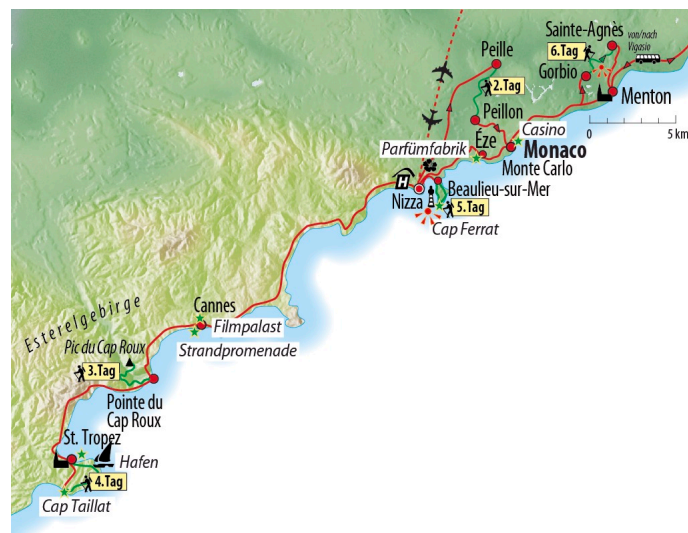 Sainte-Agnès
von/nach
Vigasio
6.Tag
Peille
Gorbio
2.Tag
Menton
Peillon
Casino
0
5 km
Parfümfabrik
Éze
Monaco
Monte Carlo
H
Nizza
Beaulieu-sur-Mer
5.Tag
Cap Ferrat
Esterelgebirge
Cannes
Filmpalast
Strandpromenade
Pic du Cap Roux
3.Tag
Pointe du
Cap Roux
St. Tropez
Hafen
4.Tag
Cap Taillat